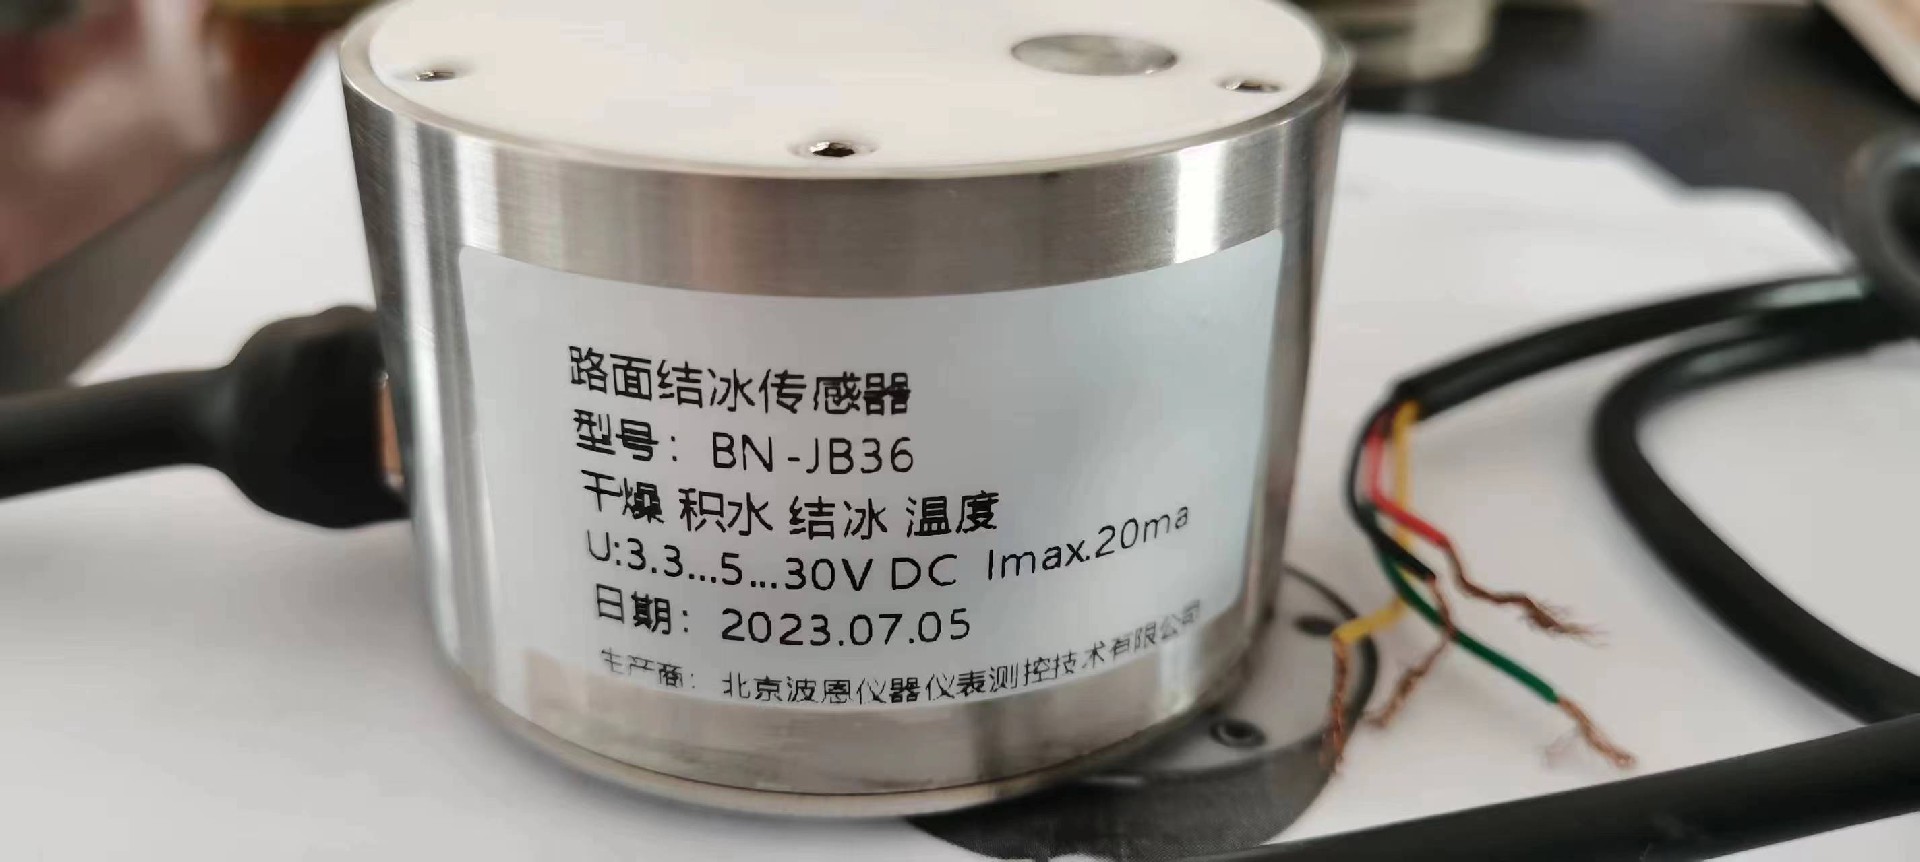 路面结冰传感器
型号：BN-JB36
干燥 积水 结冰 温度
U:3.3...5...30V DC Imax.20ma
日期：2023.07.05
生产商：北京波恩仪器仪表测控技术有限公司